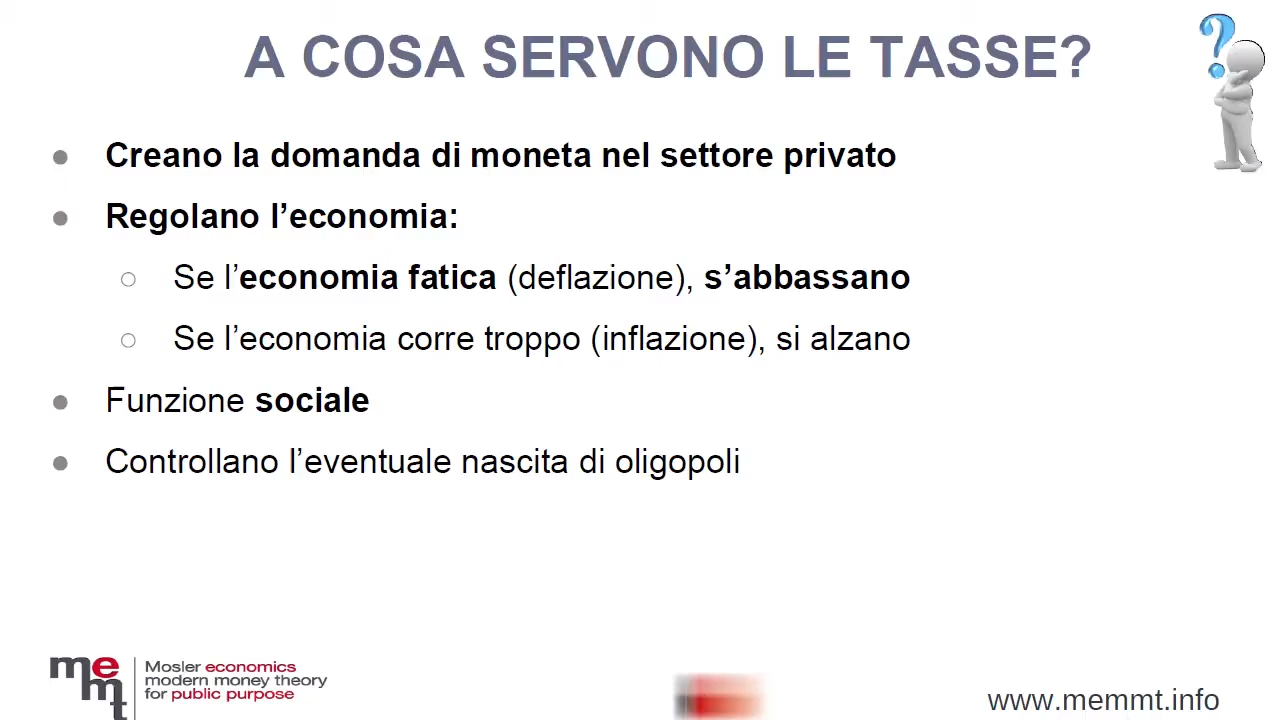 A COSA SERVONO LE TASSE?
Creano la domanda di moneta nel settore privato
Regolano l’economia:
Se l’economia fatica (deflazione), s’abbassano
Se l’economia corre troppo (inflazione), si alzano
Funzione sociale
Controllano l’eventuale nascita di oligopoli
me
mt
Mosler economics
modern money theory
for public purpose
www.memmt.info